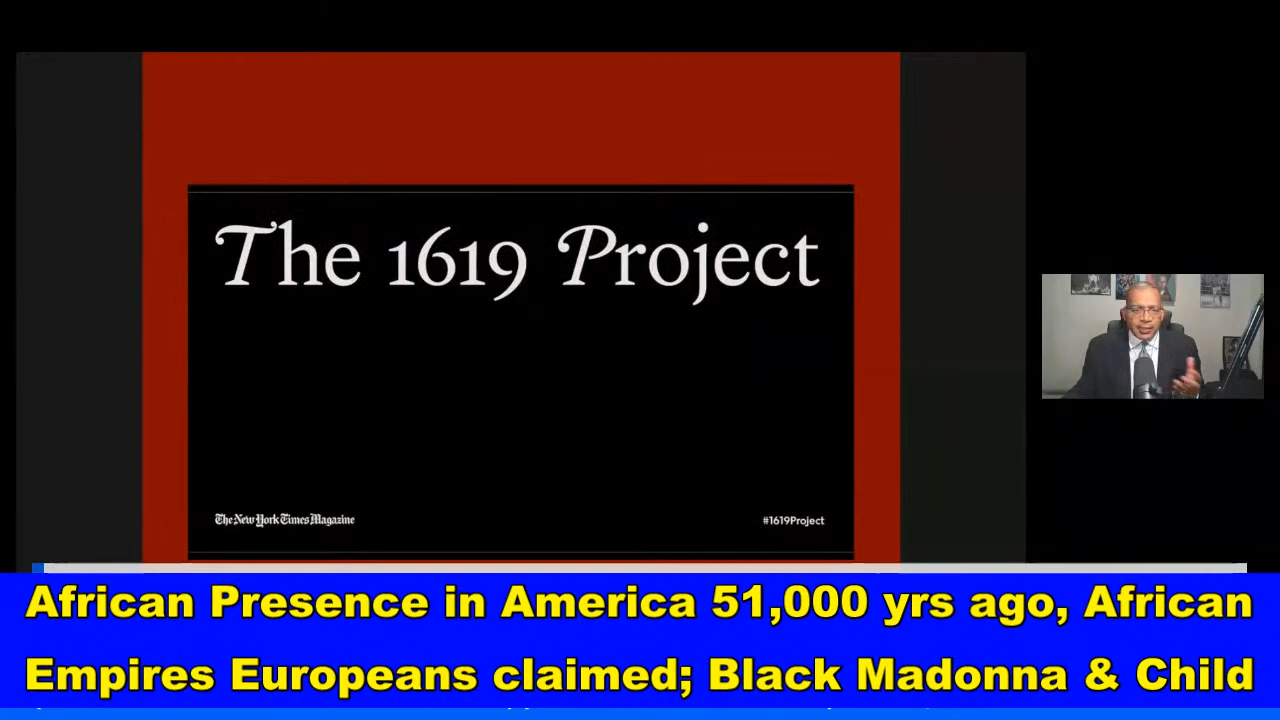 The 1619 Project
The New York Times Magazine
#1619Project
African Presence in America 51,000 yrs ago, African
Empires Europeans claimed; Black Madonna & Child